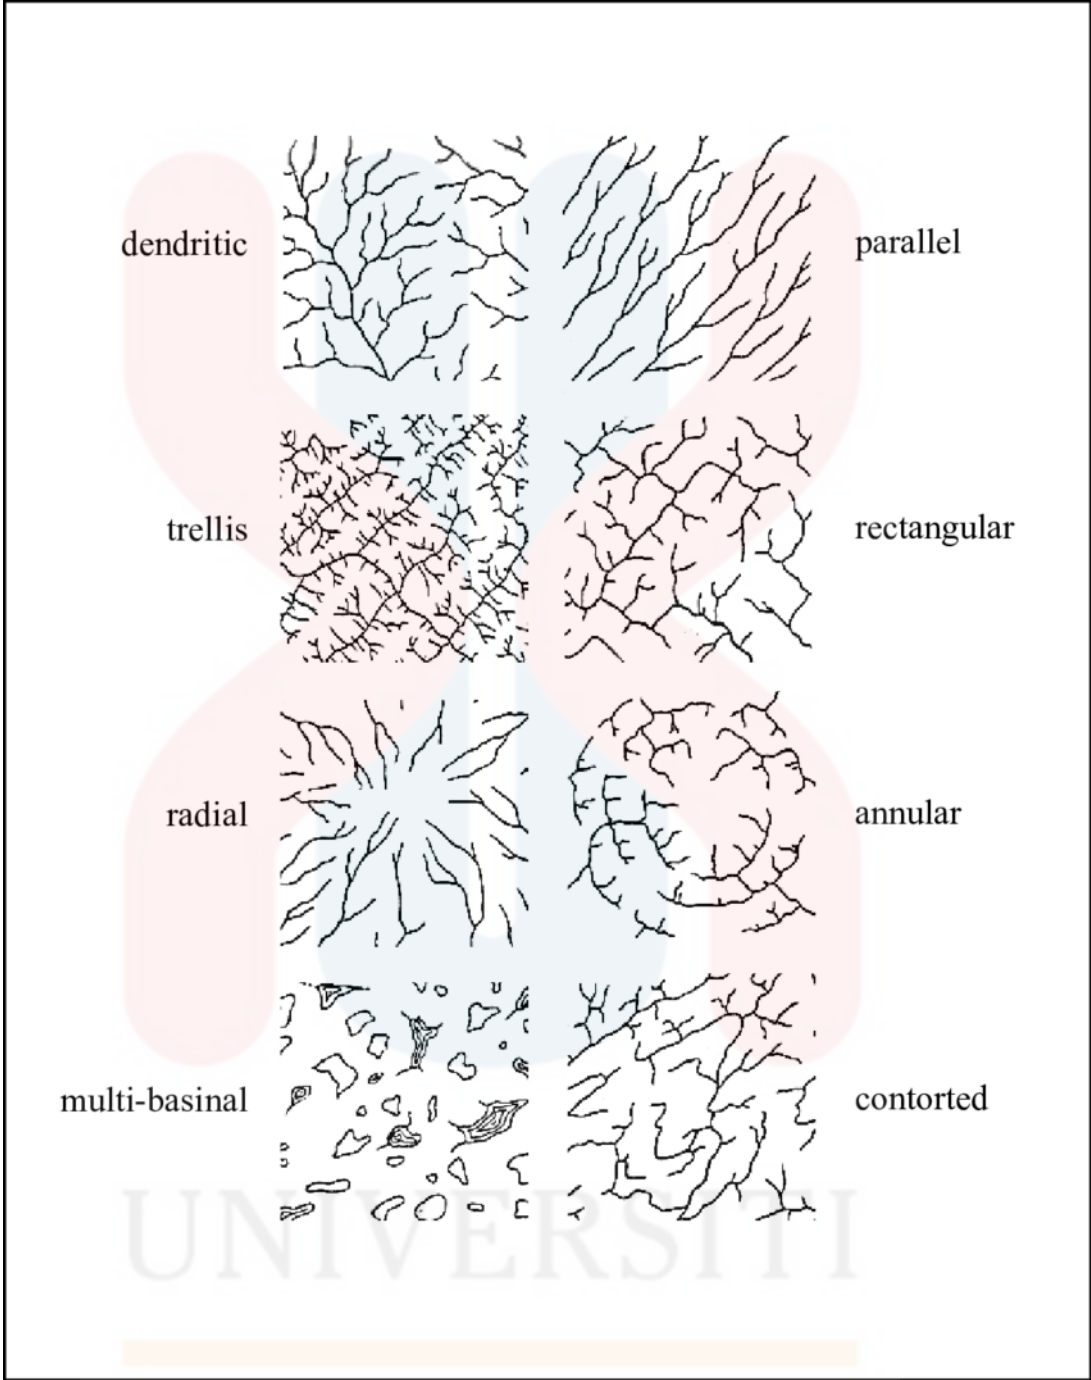 dendritic
parallel
trellis
rectangular
radial
annular
multi-basinal
contorted
UNIVERSITI